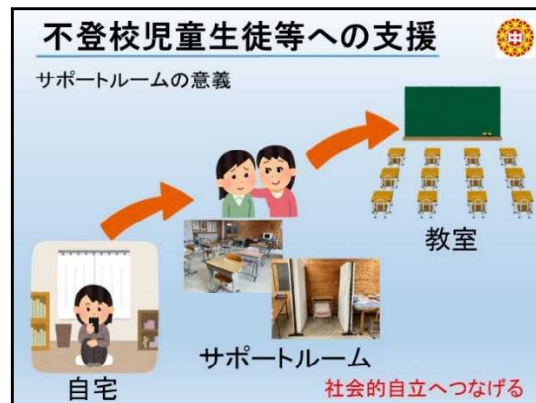 不登校児童生徒等への支援
サポートルームの意義
教室
サポートルーム
自宅
社会的自立へつなげる